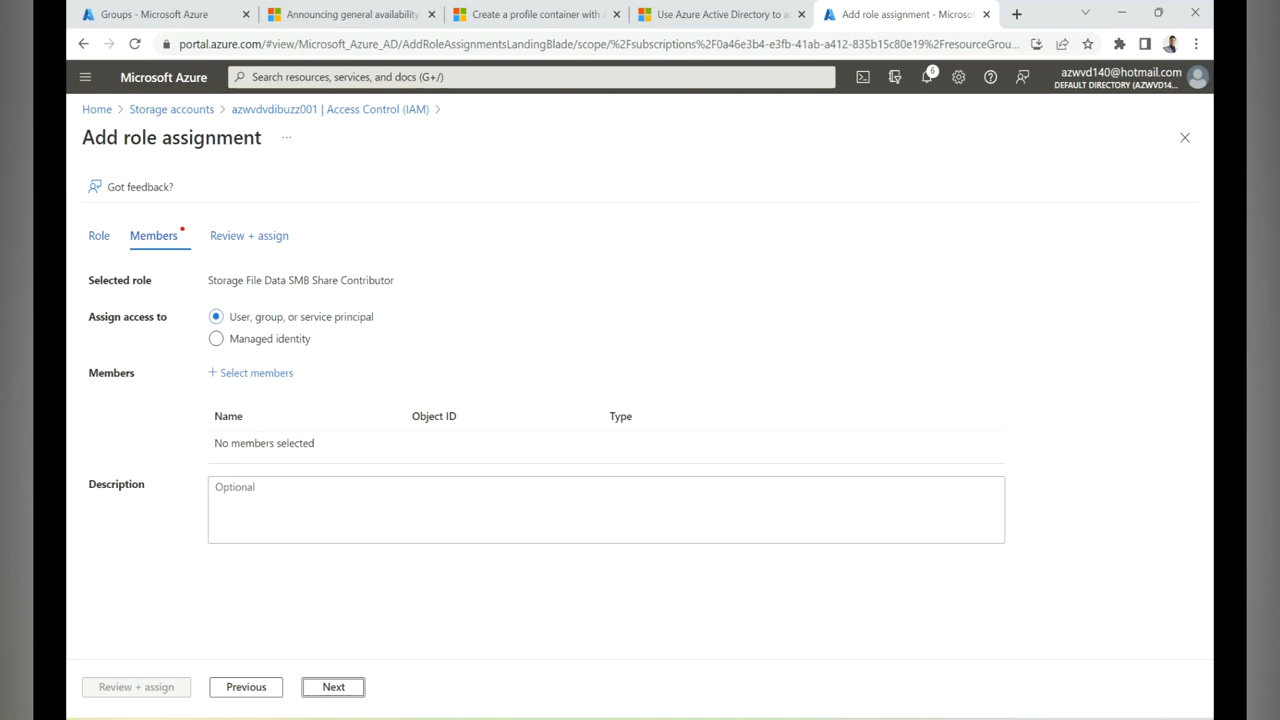 Groups - Microsoft Azure
Announcing general availability
Create a profile container with
Use Azure Active Directory to a
Add role assignment - Microso
portal.azure.com/#view/Microsoft_Azure_AD/AddRoleAssignmentsLandingBlade/scope/%2Fsubscriptions%2F0a46e3b4-e3fb-41ab-a412-835b15c80e19%2FresourceGrou...
Microsoft Azure
Search resources, services, and docs (G+/)
6
azwvd140@hotmail.com
DEFAULT DIRECTORY (AZWVD14...
Home > Storage accounts > azwvdvdibuzz001 | Access Control (IAM) >
Add role assignment ...
Got feedback?
Role Members Review + assign
Selected role Storage File Data SMB Share Contributor
Assign access to User, group, or service principal
Managed identity
Members + Select members
Name Object ID Type
No members selected
Description Optional
Review + assign Previous Next